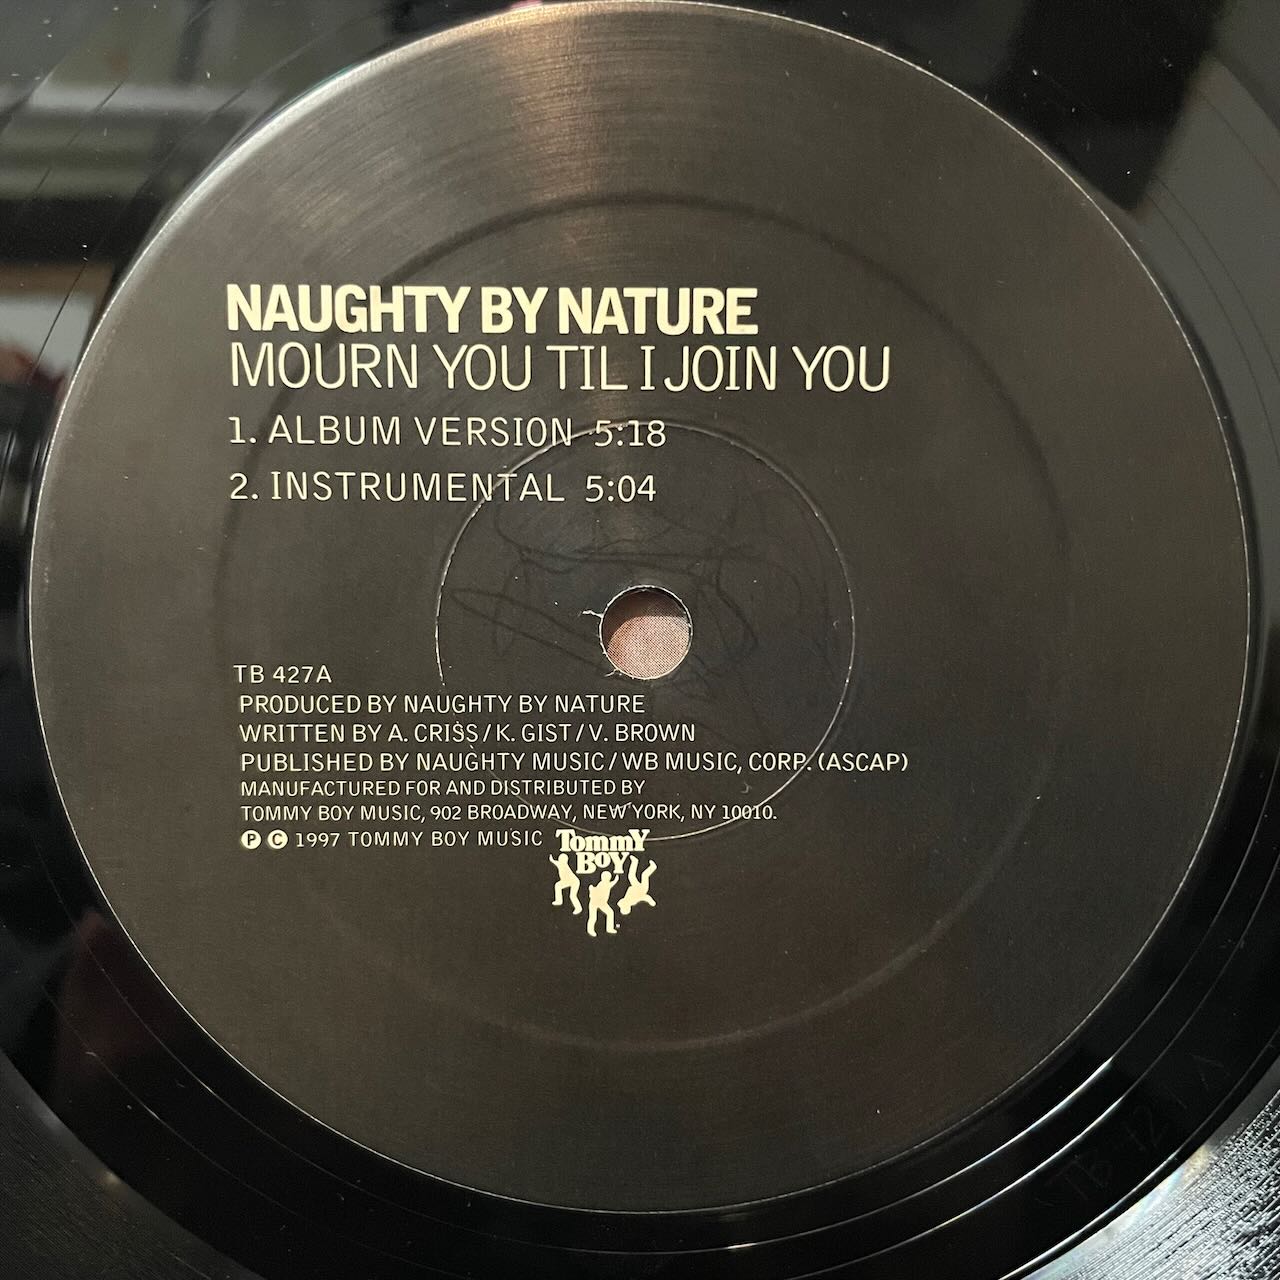 NAUGHTY BY NATURE
MOURN YOU TIL I JOIN YOU
1. ALBUM VERSION 5:18
2. INSTRUMENTAL 5:04
TB 427A
PRODUCED BY NAUGHTY BY NATURE
WRITTEN BY A. CRISS / K. GIST / V. BROWN
PUBLISHED BY NAUGHTY MUSIC / WB MUSIC, CORP. (ASCAP)
MANUFACTURED FOR AND DISTRIBUTED BY
TOMMY BOY MUSIC, 902 BROADWAY, NEW YORK, NY 10010.
℗ © 1997 TOMMY BOY MUSIC
Tommy
Boy